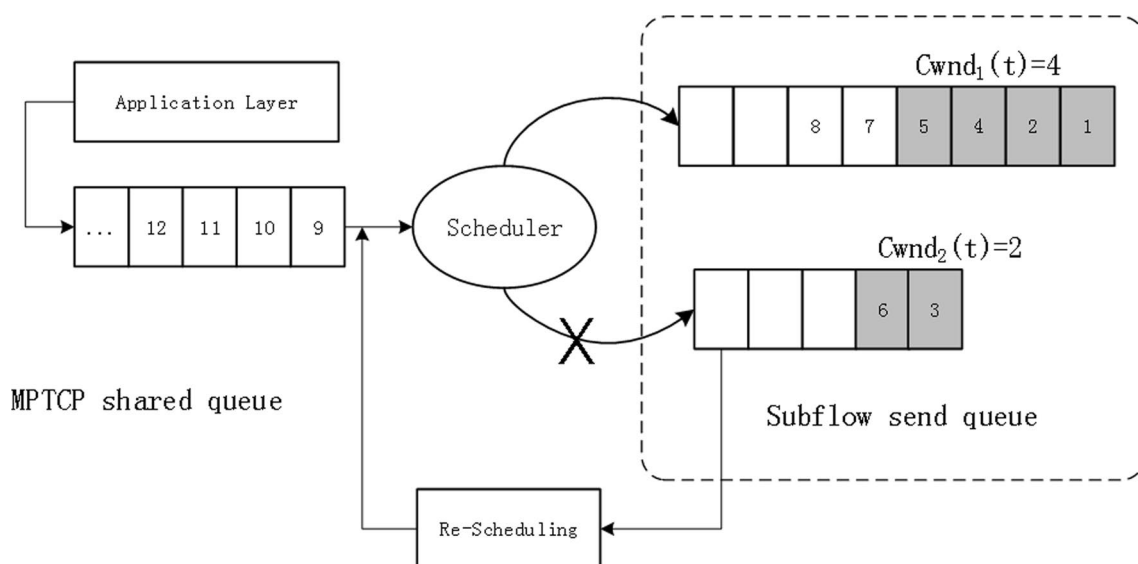 Cwnd₁(t)=4
Application Layer
8 7 5 4 2 1
... 12 11 10 9
Scheduler
Cwnd₂(t)=2
6 3
X
MPTCP shared queue
Subflow send queue
Re-Scheduling